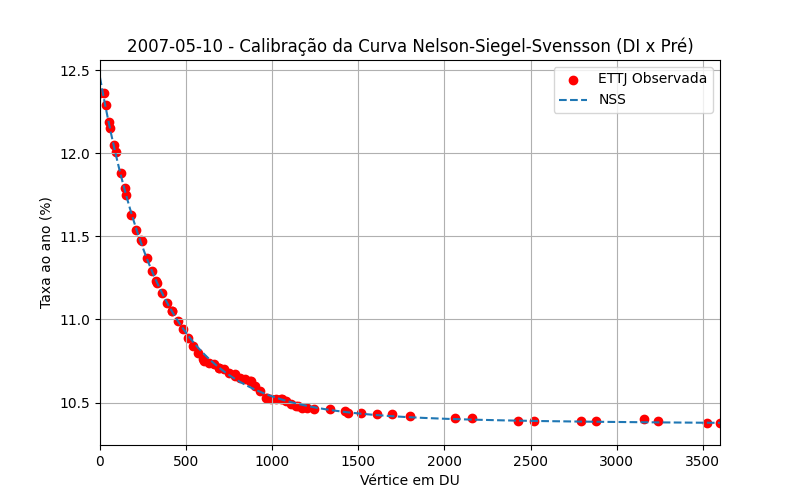 2007-05-10 - Calibração da Curva Nelson-Siegel-Svensson (DI x Pré)
ETTJ Observada
NSS
Taxa ao ano (%)
12.5
12.0
11.5
11.0
10.5
0 500 1000 1500 2000 2500 3000 3500
Vértice em DU